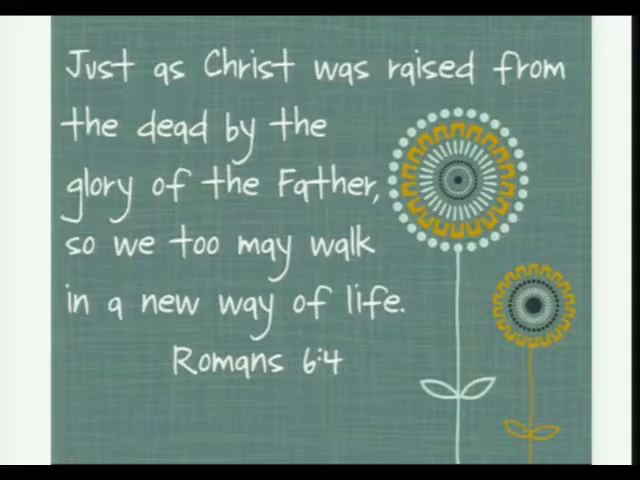 Just as Christ was raised from
the dead by the
glory of the Father,
so we too may walk
in a new way of life.
Romans 6:4